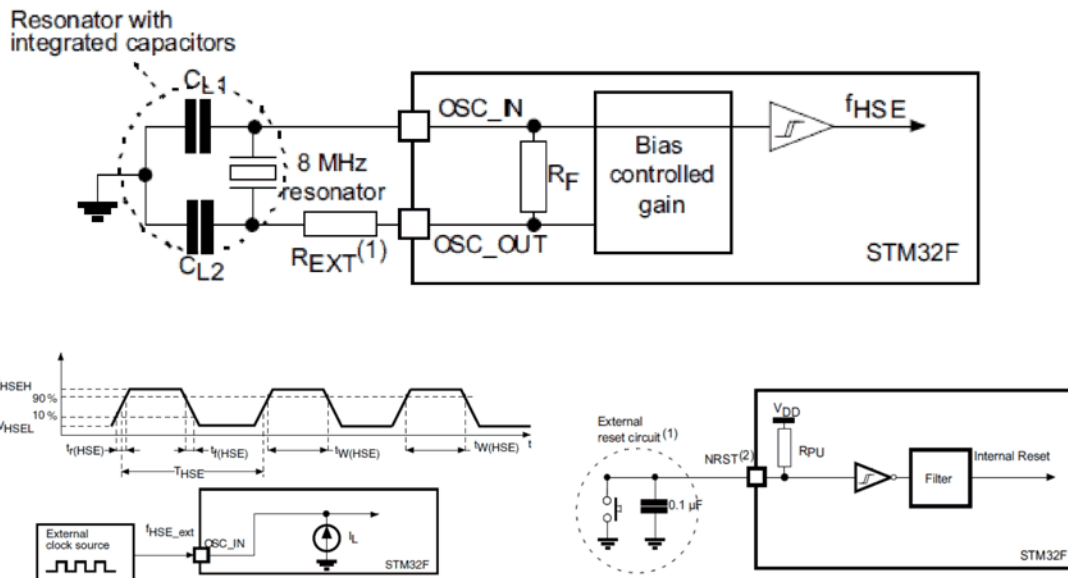 Resonator with
integrated capacitors
CL1
OSC_IN
fHSE
8 MHz
resonator
RF
Bias
controlled
gain
REXT(1)
OSC_OUT
STM32F
CL2
HSEH
90 %
10 %
VHSEL
tr(HSE)
tf(HSE)
tW(HSE)
tW(HSE)
t
THSE
External
clock source
fHSE_ext
OSC_IN
IL
STM32F
External
reset circuit(1)
NRST(2)
VDD
RPU
0.1 µF
Filter
Internal Reset
STM32F